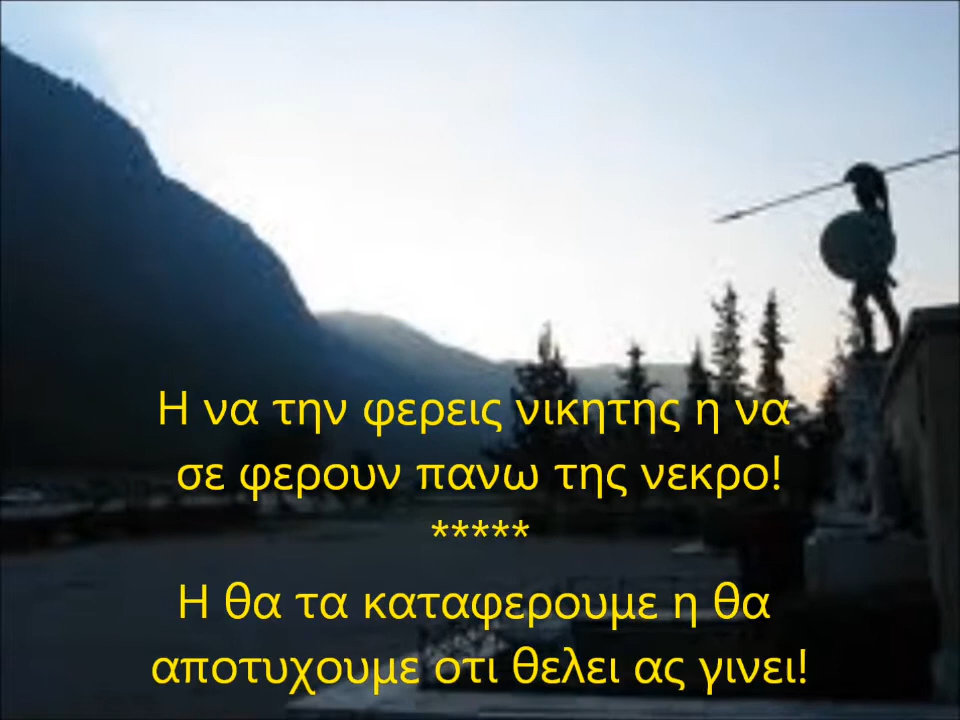 Η να την φερεις νικητης η να
σε φερουν πανω της νεκρο!
*****
Η θα τα καταφερουμε η θα
αποτυχουμε οτι θελει ας γινει!